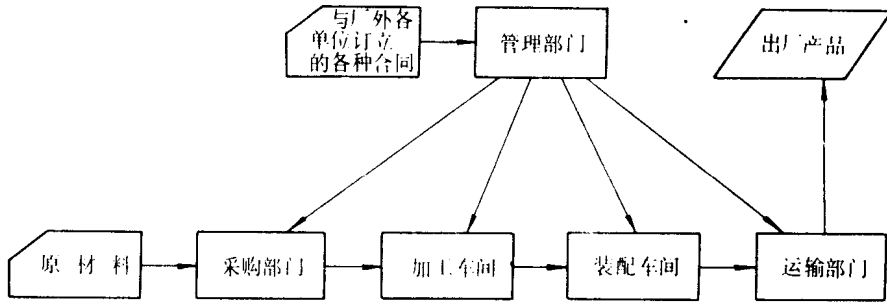 与厂外各
单位订立
的各种合同
管理部门
出厂产品
原材料
采购部门
加工车间
装配车间
运输部门